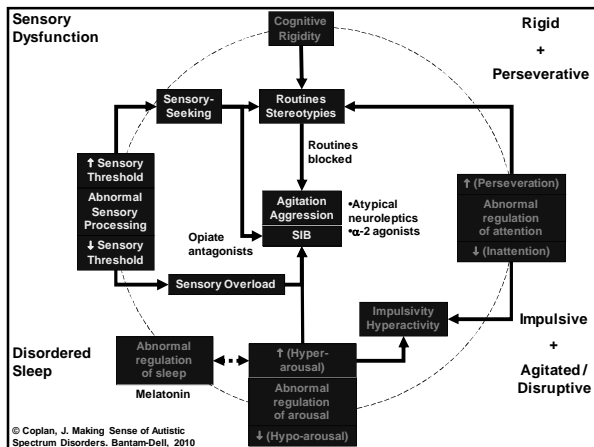 Sensory
Dysfunction
Cognitive
Rigidity
Rigid
+
Perseverative
Sensory-
Seeking
Routines
Stereotypies
Routines
blocked
↑ Sensory
Threshold
Abnormal
Sensory
Processing
↓ Sensory
Threshold
↑ (Perseveration)
Abnormal
regulation
of attention
↓ (Inattention)
Agitation
Aggression
SIB
•Atypical
neuroleptics
•α-2 agonists
Opiate
antagonists
Sensory Overload
Impulsivity
Hyperactivity
Impulsive
+
Agitated/
Disruptive
Disordered
Sleep
Abnormal
regulation
of sleep
Melatonin
↑ (Hyper-
arousal)
Abnormal
regulation
of arousal
↓ (Hypo-arousal)
© Coplan, J. Making Sense of Autistic
Spectrum Disorders. Bantam-Dell, 2010